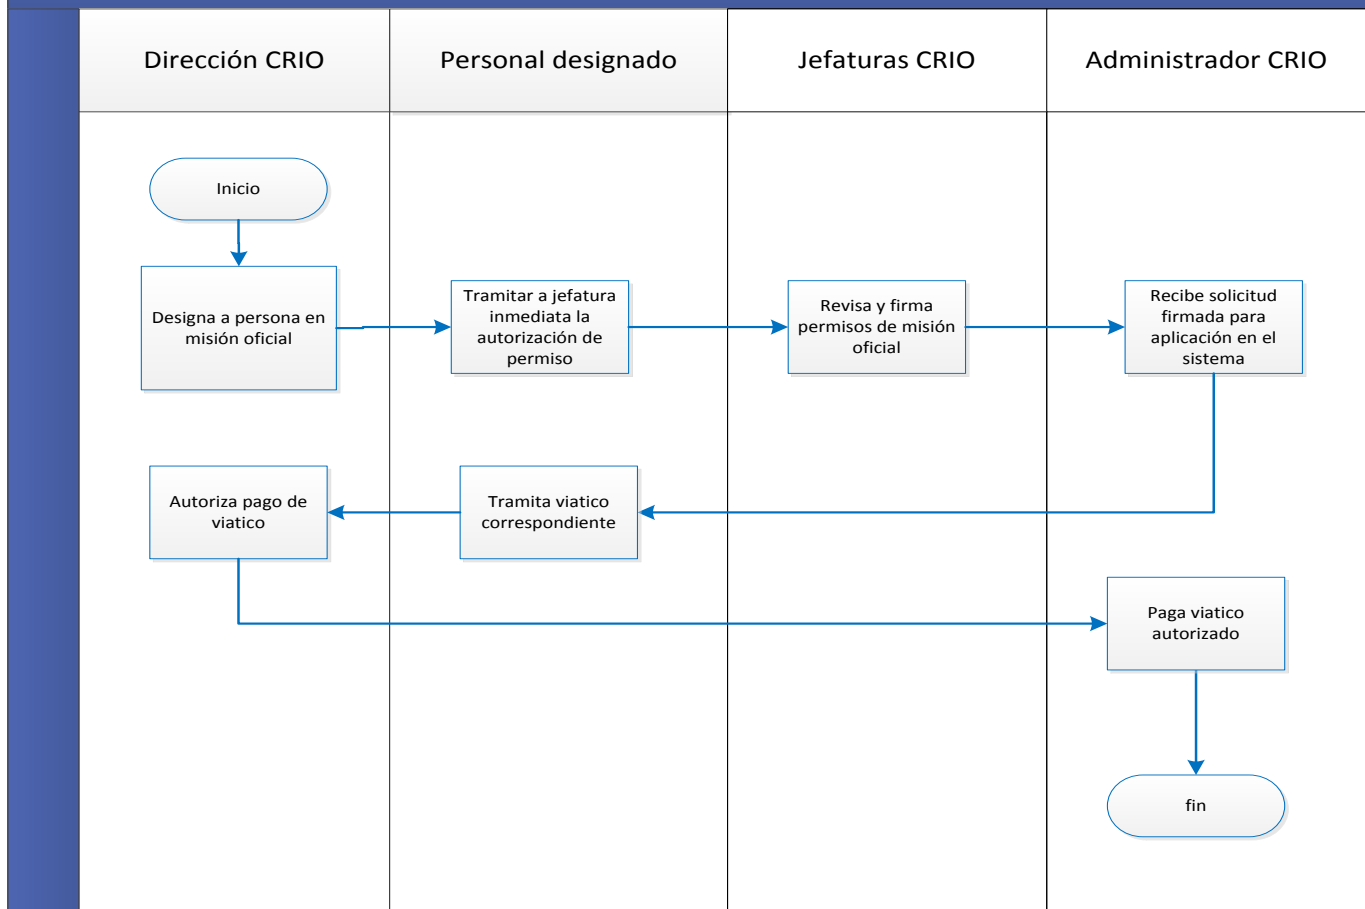 Dirección CRIO
Personal designado
Jefaturas CRIO
Administrador CRIO
Inicio
Designa a persona en
misión oficial
Tramitar a jefatura
inmediata la
autorización de
permiso
Revisa y firma
permisos de misión
oficial
Recibe solicitud
firmada para
aplicación en el
sistema
Autoriza pago de
viatico
Tramita viatico
correspondiente
Paga viatico
autorizado
fin